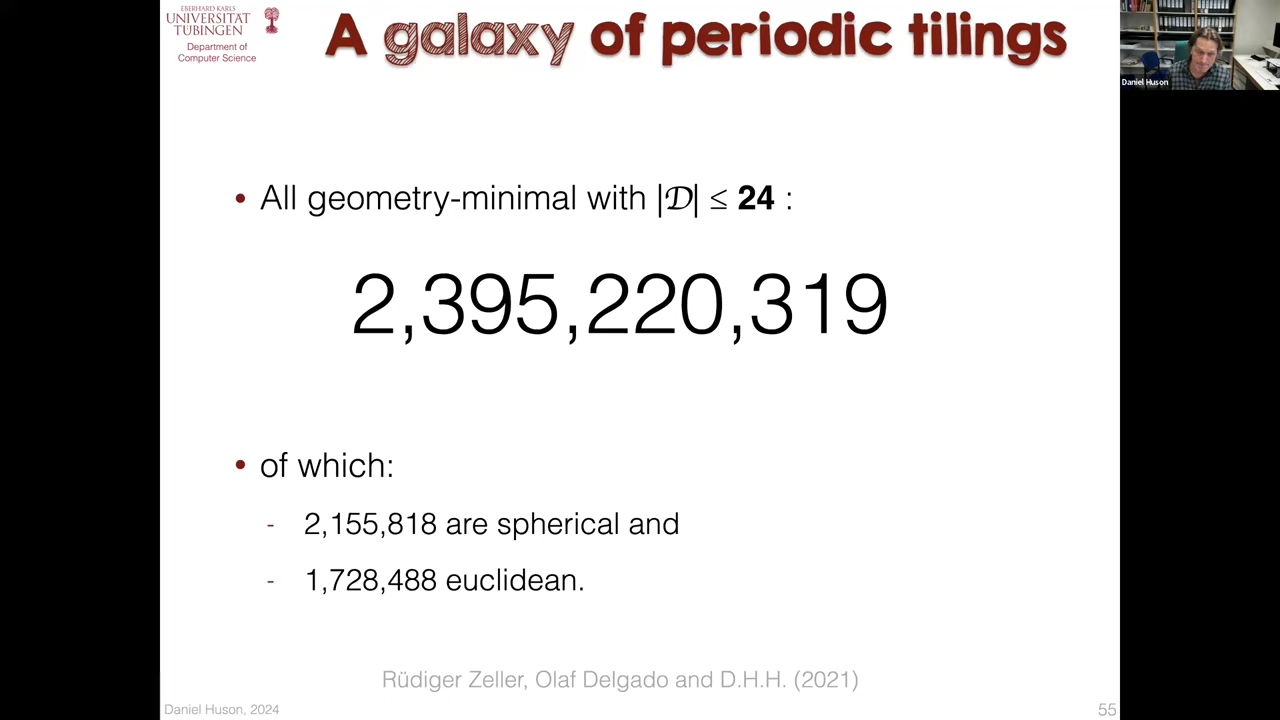 EBERHARD KARLS
UNIVERSITAT
TUBINGEN
Department of
Computer Science
A galaxy of periodic tilings
Daniel Huson
• All geometry-minimal with |𝒟| ≤ 24 :
2,395,220,319
• of which:
- 2,155,818 are spherical and
- 1,728,488 euclidean.
Rüdiger Zeller, Olaf Delgado and D.H.H. (2021)
Daniel Huson, 2024
55